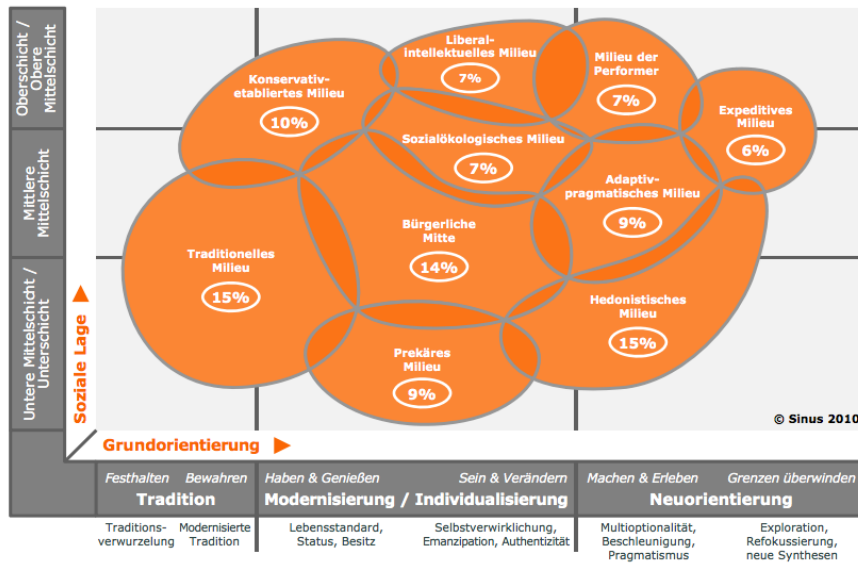 Oberschicht /
Obere
Mittelschicht
Mittlere
Mittelschicht
Untere Mittelschicht /
Unterschicht
Soziale Lage
Konservativ-
etabliertes Milieu
10%
Liberal-
intellektuelles Milieu
7%
Milieu der
Performer
7%
Expeditives
Milieu
6%
Sozialökologisches Milieu
7%
Adaptiv-
pragmatisches Milieu
9%
Traditionelles
Milieu
15%
Bürgerliche
Mitte
14%
Hedonistisches
Milieu
15%
Prekäres
Milieu
9%
© Sinus 2010
Grundorientierung
Festhalten Bewahren
Tradition
Haben & Genießen Sein & Verändern
Modernisierung / Individualisierung
Machen & Erleben Grenzen überwinden
Neuorientierung
Traditions-
verwurzelung
Modernisierte
Tradition
Lebensstandard,
Status, Besitz
Selbstverwirklichung,
Emanzipation, Authentizität
Multioptionalität,
Beschleunigung,
Pragmatismus
Exploration,
Refokussierung,
neue Synthesen